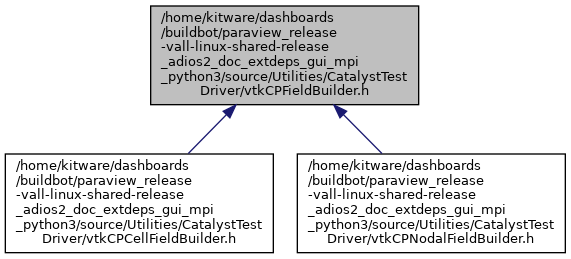 /home/kitware/dashboards
/buildbot/paraview_release
-vall-linux-shared-release
_adios2_doc_extdeps_gui_mpi
_python3/source/Utilities/CatalystTest
Driver/vtkCPFieldBuilder.h
/home/kitware/dashboards
/buildbot/paraview_release
-vall-linux-shared-release
_adios2_doc_extdeps_gui_mpi
_python3/source/Utilities/CatalystTest
Driver/vtkCPCellFieldBuilder.h
/home/kitware/dashboards
/buildbot/paraview_release
-vall-linux-shared-release
_adios2_doc_extdeps_gui_mpi
_python3/source/Utilities/CatalystTest
Driver/vtkCPNodalFieldBuilder.h